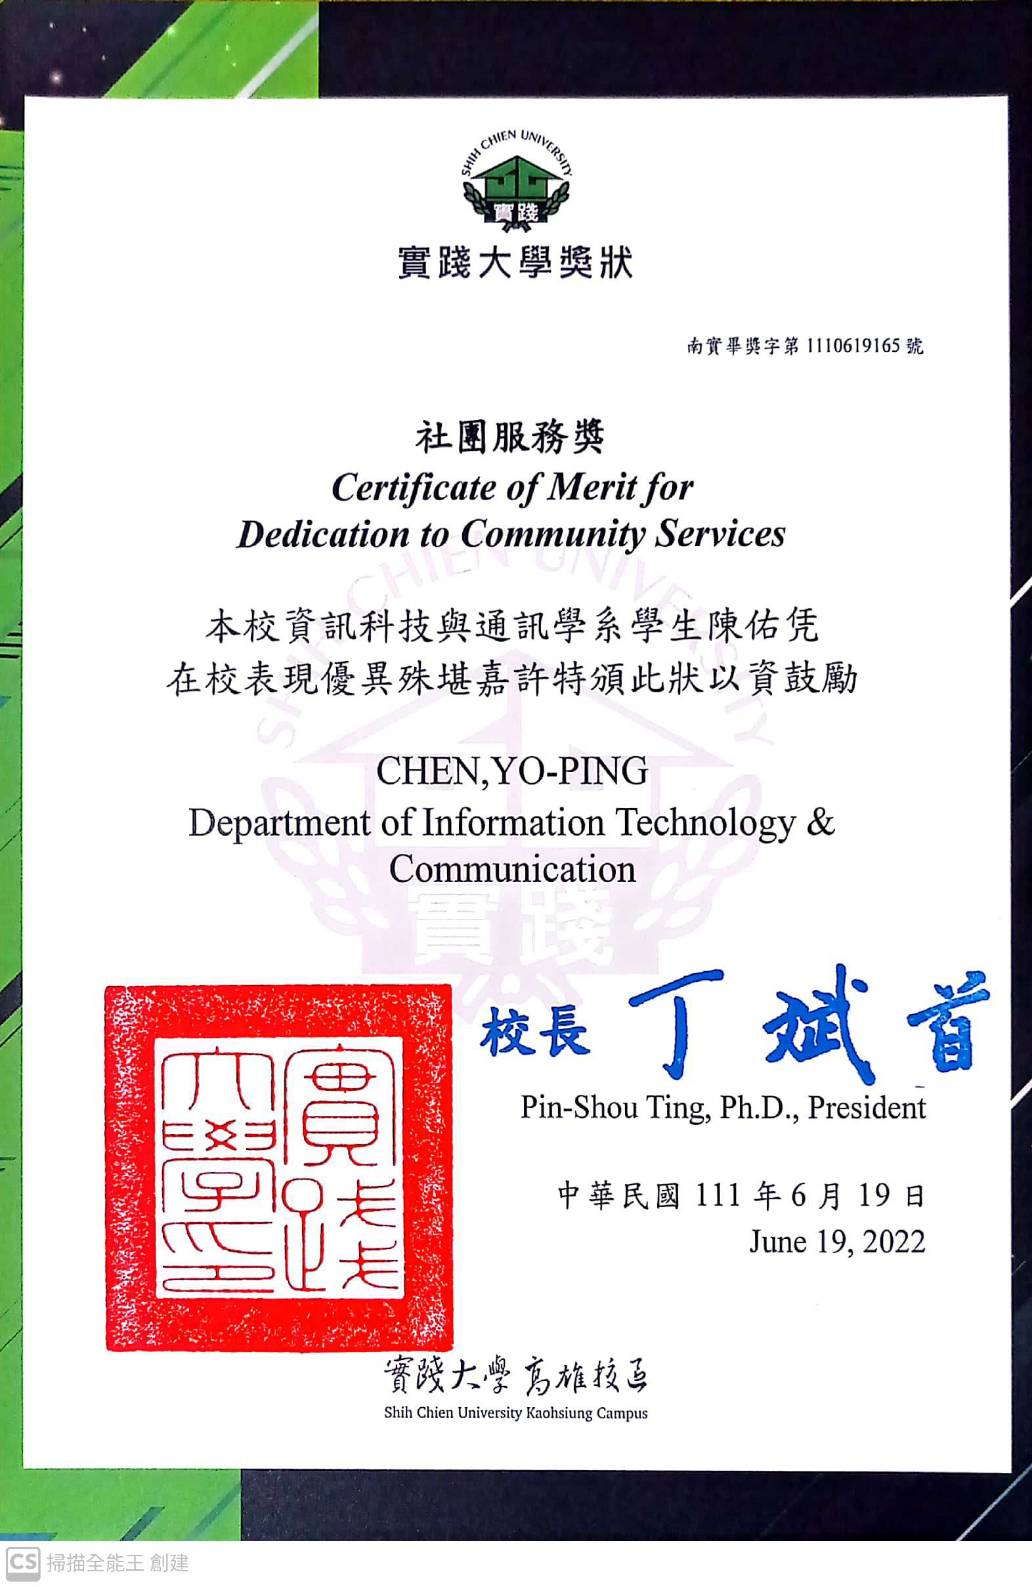 SHIH CHIEN UNIVERSITY
實踐
實踐大學獎狀
南實畢獎字第 1110619165 號
社團服務獎
Certificate of Merit for
Dedication to Community Services
SHIH CHIEN UNIVERSITY
本校資訊科技與通訊學系學生陳佑凭
在校表現優異殊堪嘉許特頒此狀以資鼓勵
CHEN,YO-PING
Department of Information Technology &
Communication
實踐
校長 丁斌首
Pin-Shou Ting, Ph.D., President
實踐
大學印
中華民國 111 年 6 月 19 日
June 19, 2022
實踐大學 高雄校區
Shih Chien University Kaohsiung Campus
CS 掃描全能王 創建